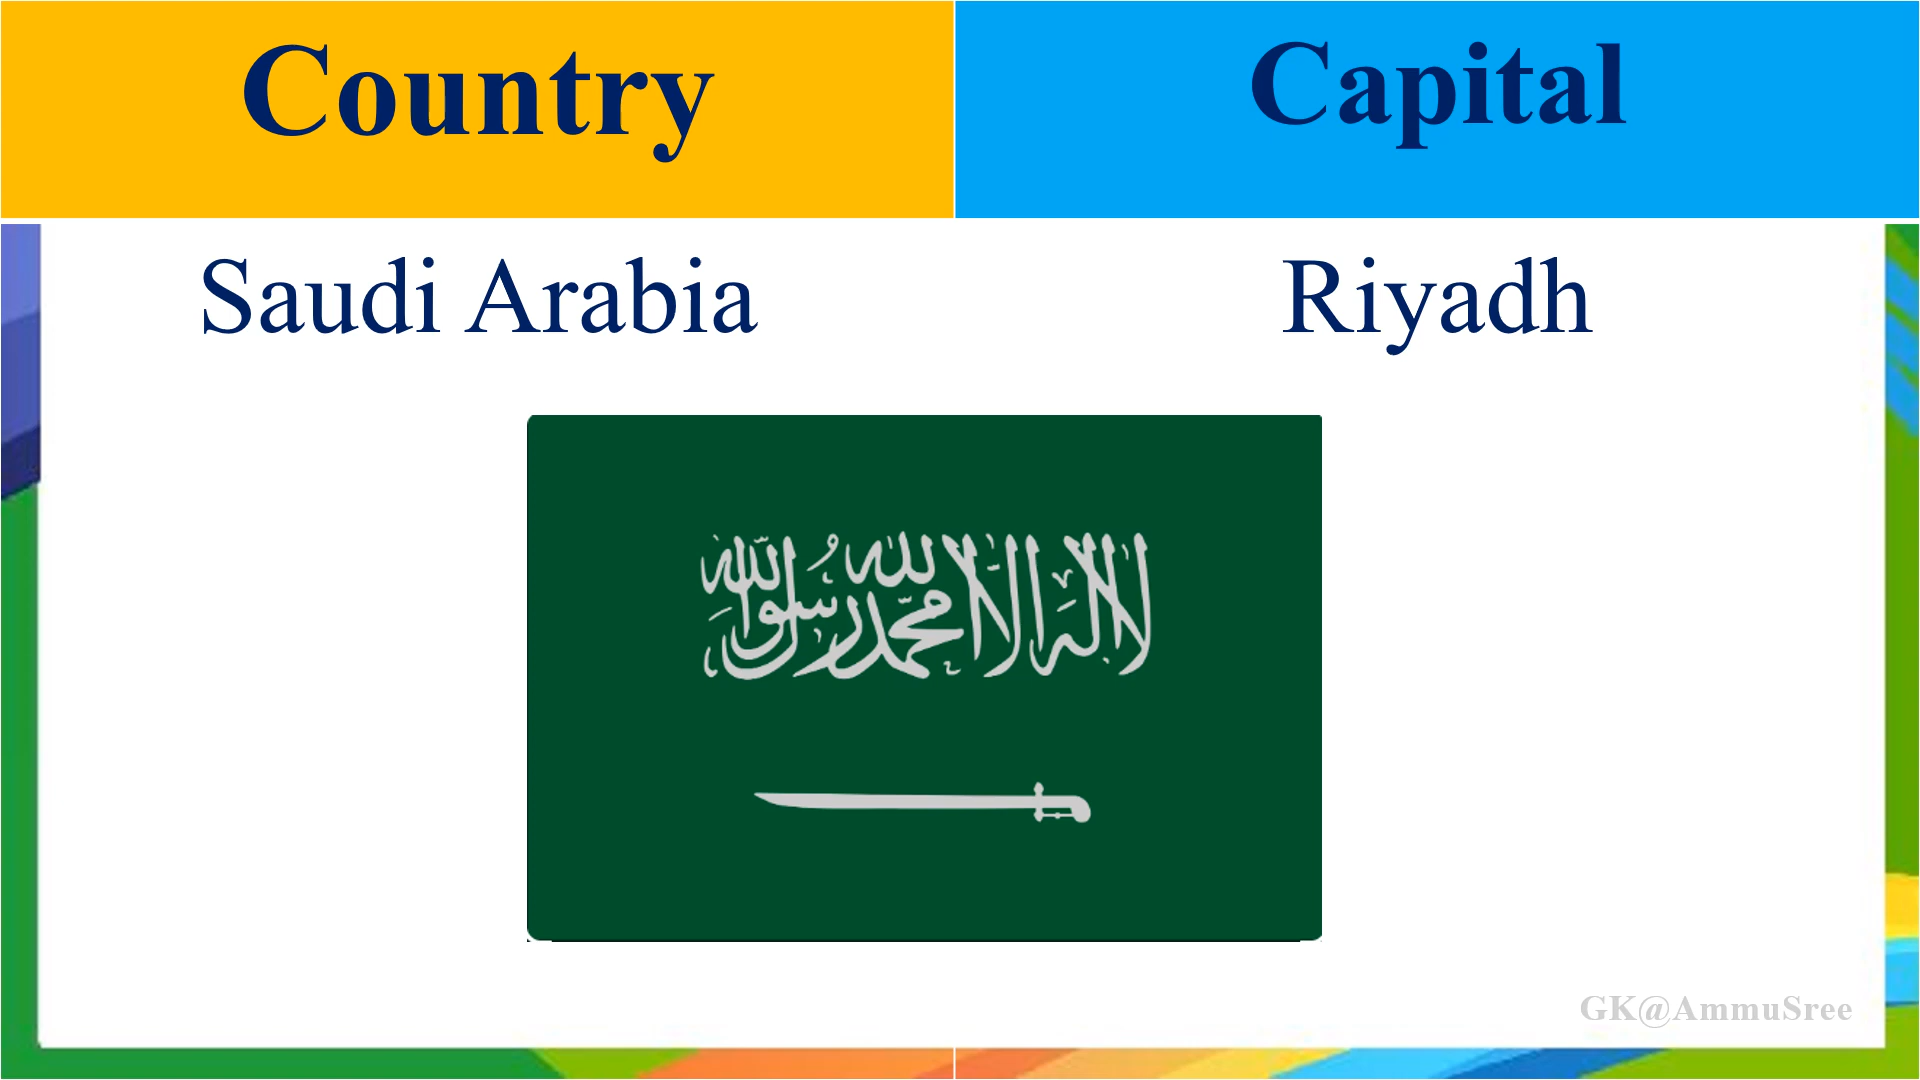 Country
Capital
Saudi Arabia
Riyadh
لا إله إلا الله محمد رسول الله
GK@AmmuSree